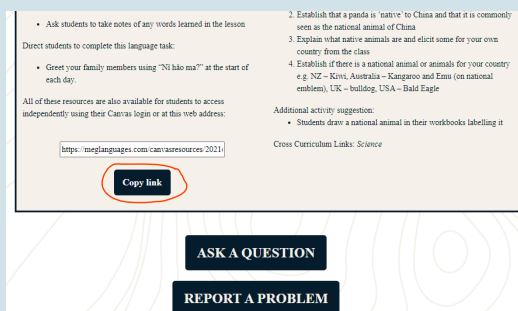 • Ask students to take notes of any words learned in the lesson
Direct students to complete this language task:
• Greet your family members using “Nǐ hǎo ma?” at the start of
each day.
All of these resources are also available for students to access
independently using their Canvas login or at this web address:
https://meglanguages.com/canvasresources/2021
Copy link
2. Establish that a panda is ‘native’ to China and that it is commonly
seen as the national animal of China
3. Explain what native animals are and elicit some for your own
country from the class
4. Establish if there is a national animal or animals for your country
e.g. NZ – Kiwi, Australia – Kangaroo and Emu (on national
emblem), UK – bulldog, USA – Bald Eagle
Additional activity suggestion:
• Students draw a national animal in their workbooks labelling it
Cross Curriculum Links: Science
ASK A QUESTION
REPORT A PROBLEM